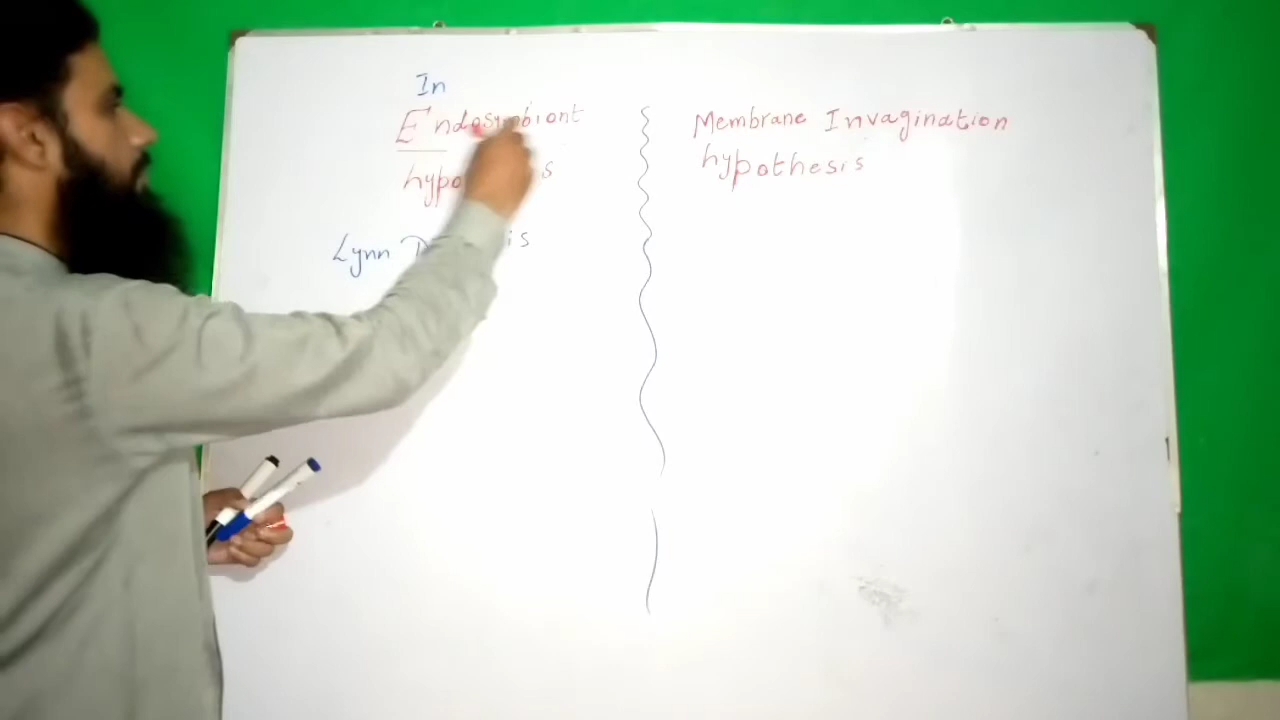 In
Endosymbiont
Lynn
Membrane Invagination
hypothesis